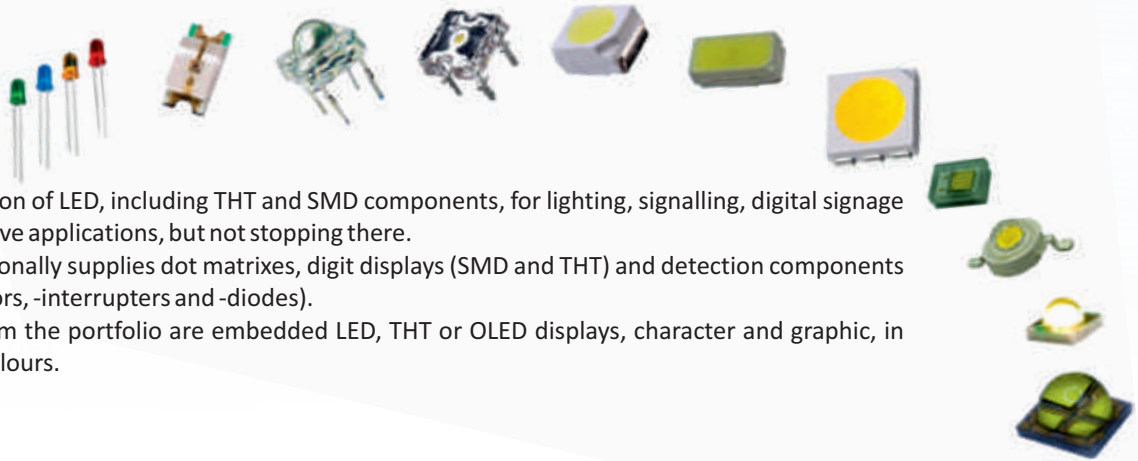 on of LED, including THT and SMD components, for lighting, signalling, digital signage
ve applications, but not stopping there.
onally supplies dot matrixes, digit displays (SMD and THT) and detection components
ors, -interrupters and -diodes).
m the portfolio are embedded LED, THT or OLED displays, character and graphic, in
lours.